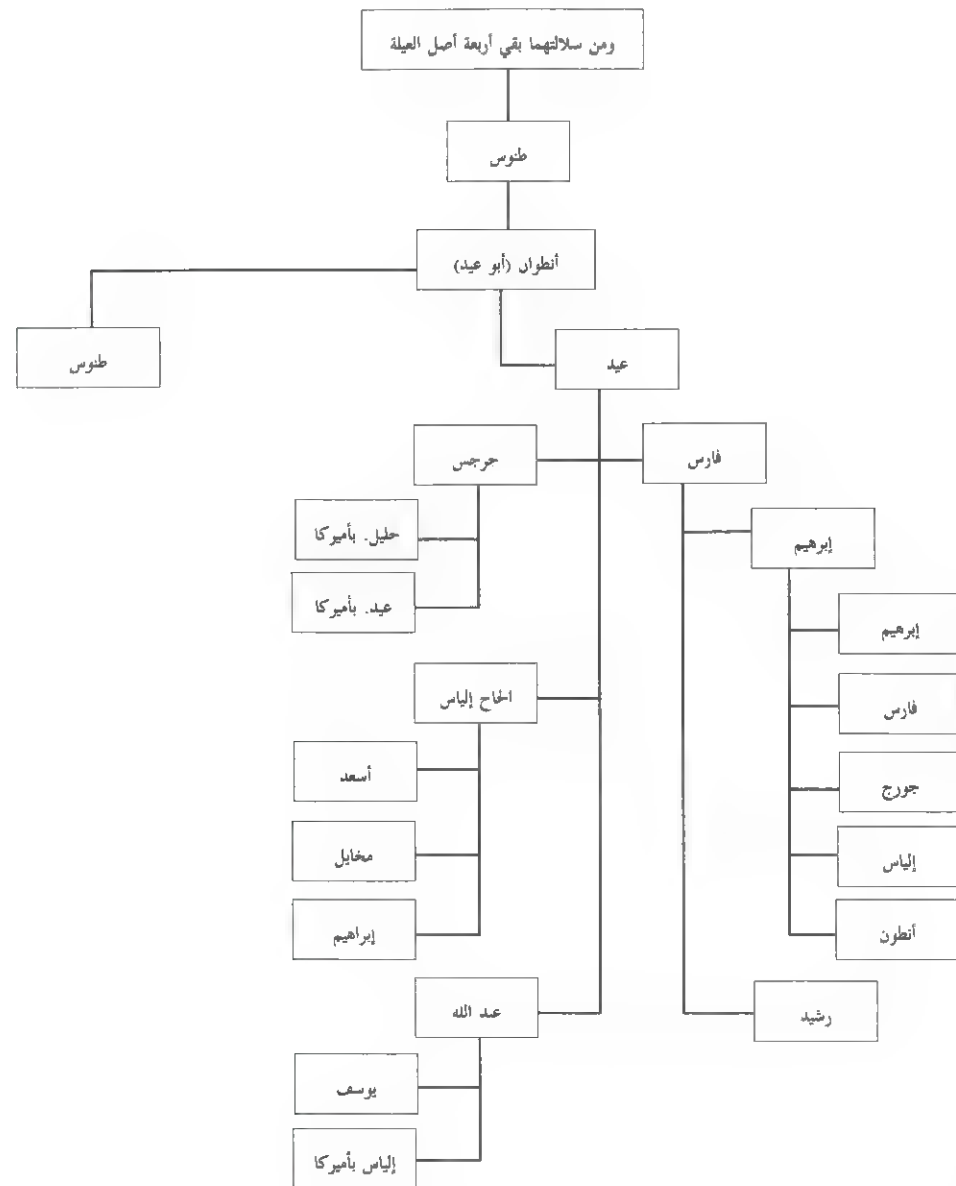 ومن سلالتهما بقي أربعة أصل العيلة
طنوس
أنطوان (أبو عيد)
طنوس
عيد
فارس
جرجس
خليل. بأميركا
إبرهيم
عيد. بأميركا
إبرهيم
الحاج إلياس
فارس
أسعد
جورج
مخايل
إلياس
إبراهيم
أنطون
عبد الله
رشيد
يوسف
إلياس بأميركا